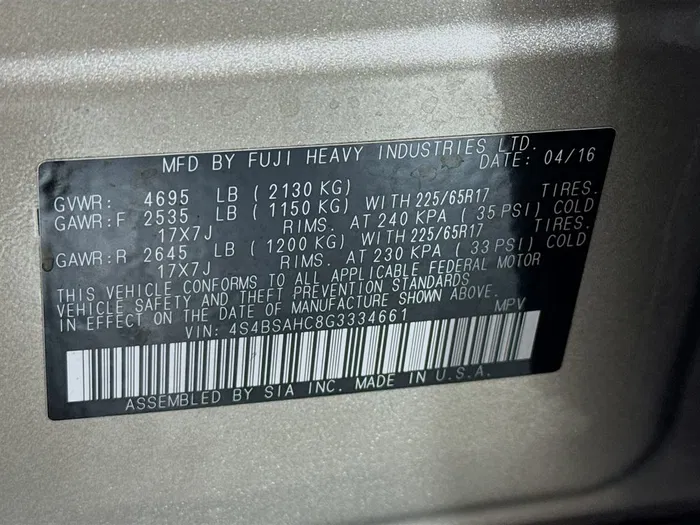 MFD BY FUJI HEAVY INDUSTRIES LTD.
DATE: 04/16
GVWR: 4695 LB ( 2130 KG)
GAWR:F 2535 LB ( 1150 KG) WITH 225/65R17 TIRES.
17X7J RIMS. AT 240 KPA ( 35 PSI) COLD
GAWR:R 2645 LB ( 1200 KG) WITH 225/65R17 TIRES.
17X7J RIMS. AT 230 KPA ( 33 PSI) COLD
THIS VEHICLE CONFORMS TO ALL APPLICABLE FEDERAL MOTOR
VEHICLE SAFETY AND THEFT PREVENTION STANDARDS
IN EFFECT ON THE DATE OF MANUFACTURE SHOWN ABOVE.
VIN: 4S4BSAHC8G3334661 MPV
ASSEMBLED BY SIA INC. MADE IN U.S.A.